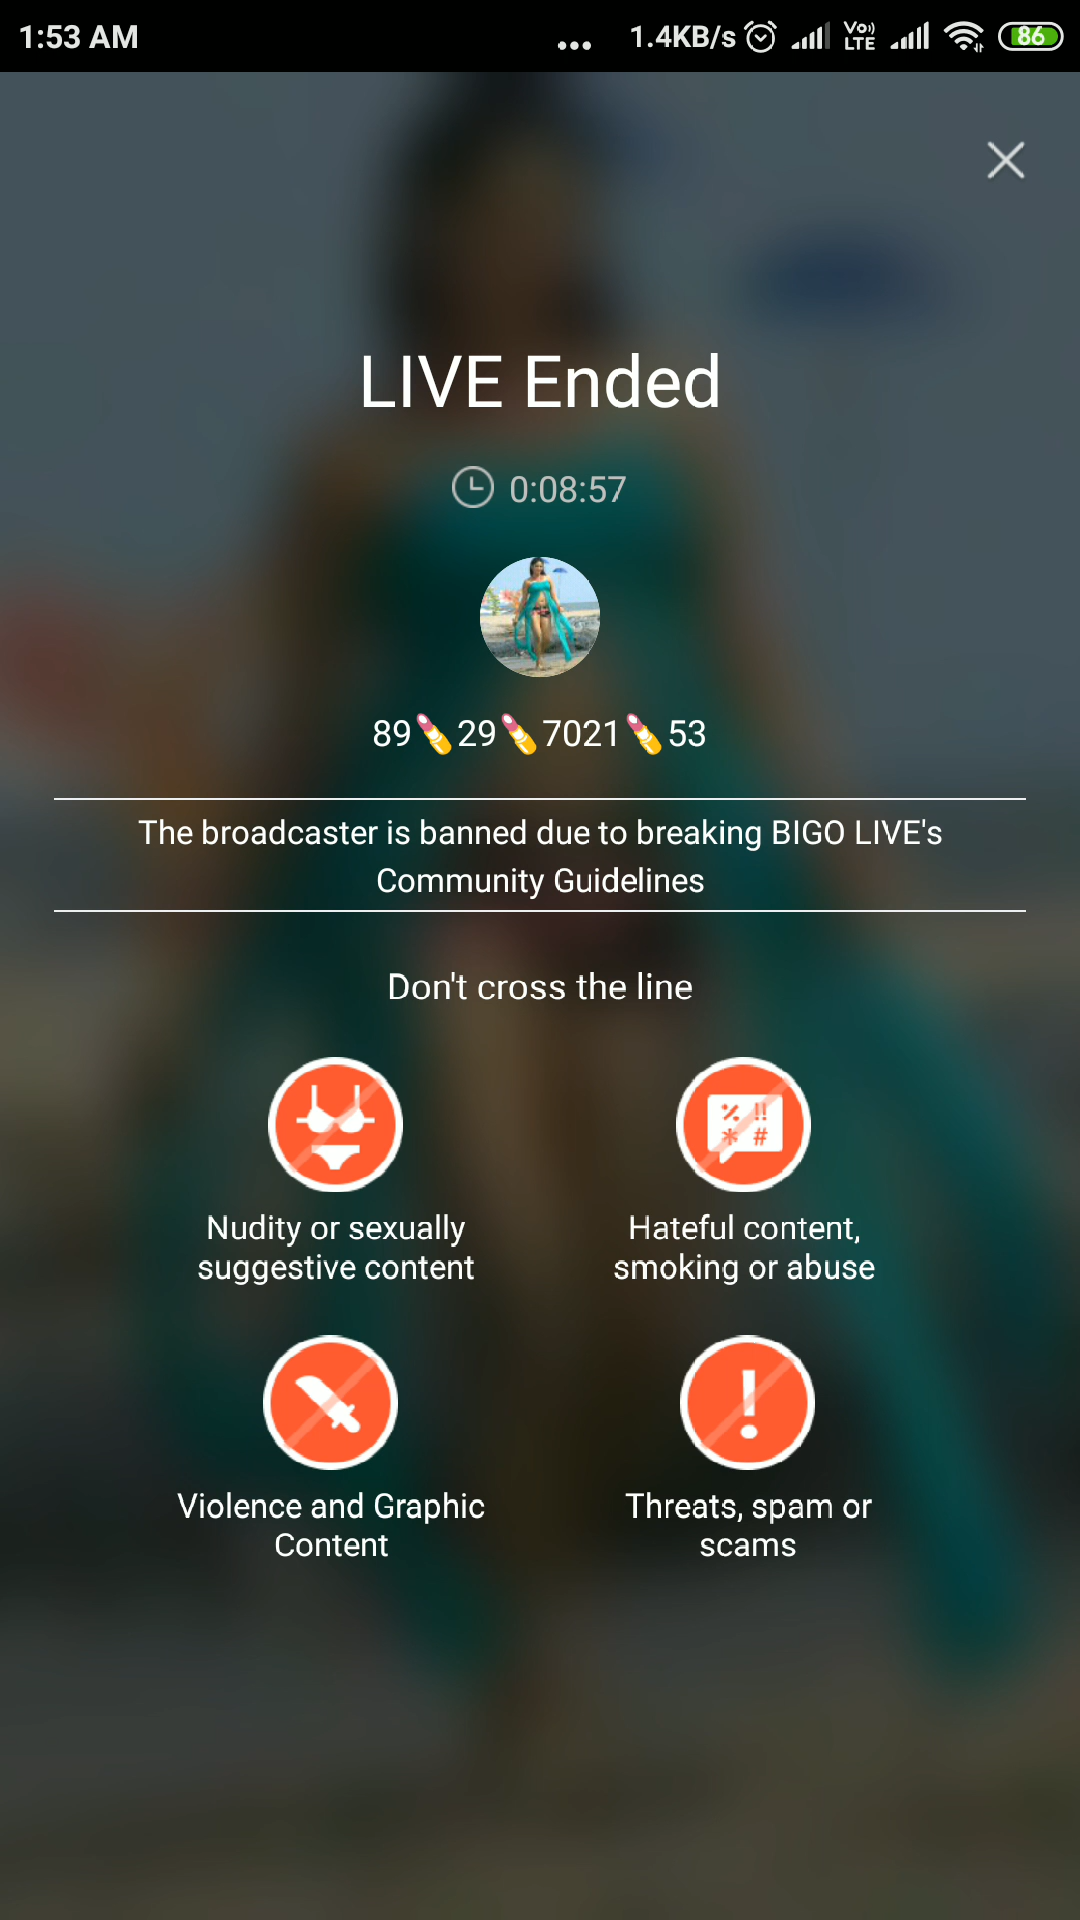 1:53 AM ... 1.4KB/s Vo)) LTE 86
LIVE Ended
0:08:57
89💄29💄7021💄53
The broadcaster is banned due to breaking BIGO LIVE's
Community Guidelines
Don't cross the line
% !!
* #
Nudity or sexually
suggestive content
Hateful content,
smoking or abuse
!
Violence and Graphic
Content
Threats, spam or
scams